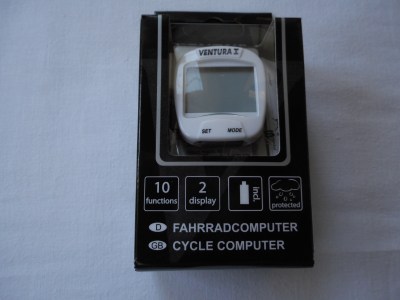 VENTURA X
SET MODE
10 functions
2 display
incl.
protected
D FAHRRADCOMPUTER
GB CYCLE COMPUTER